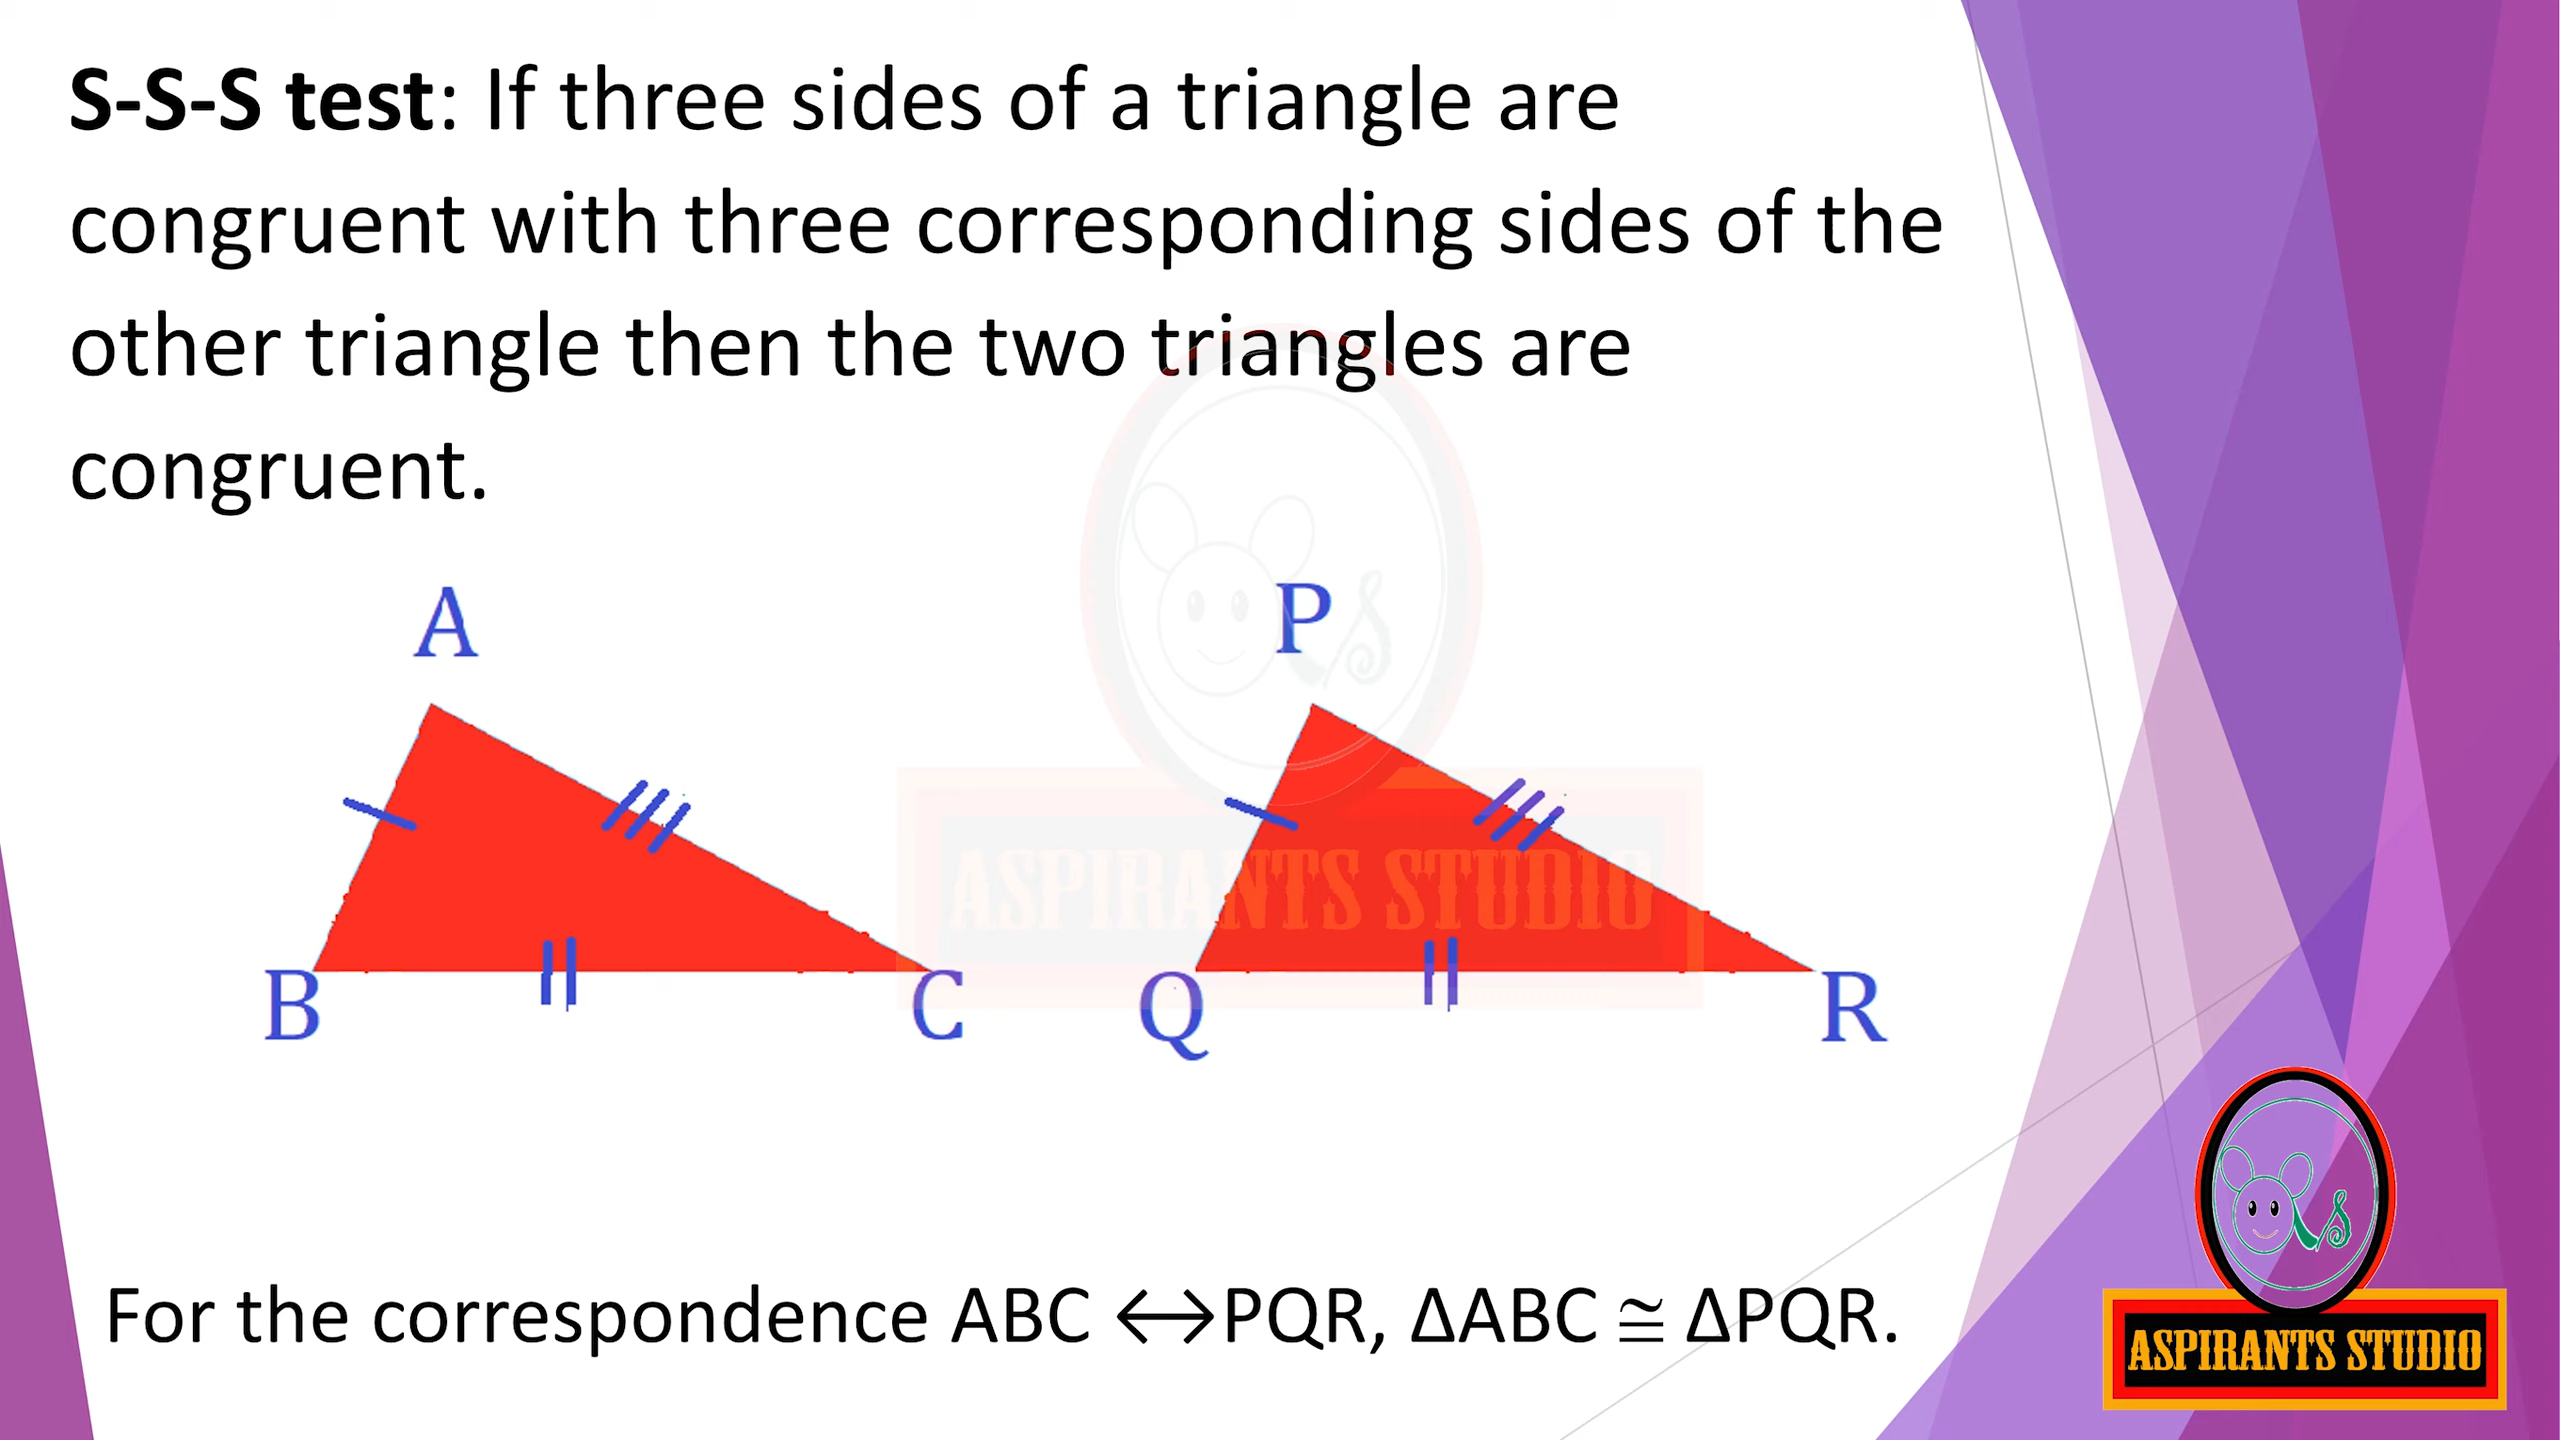 S-S-S test: If three sides of a triangle are
congruent with three corresponding sides of the
other triangle then the two triangles are
congruent.
A
P
ASPIRANTS STUDIO
B
C
Q
R
For the correspondence ABC ↔PQR, ΔABC ≅ ΔPQR.
ASPIRANTS STUDIO